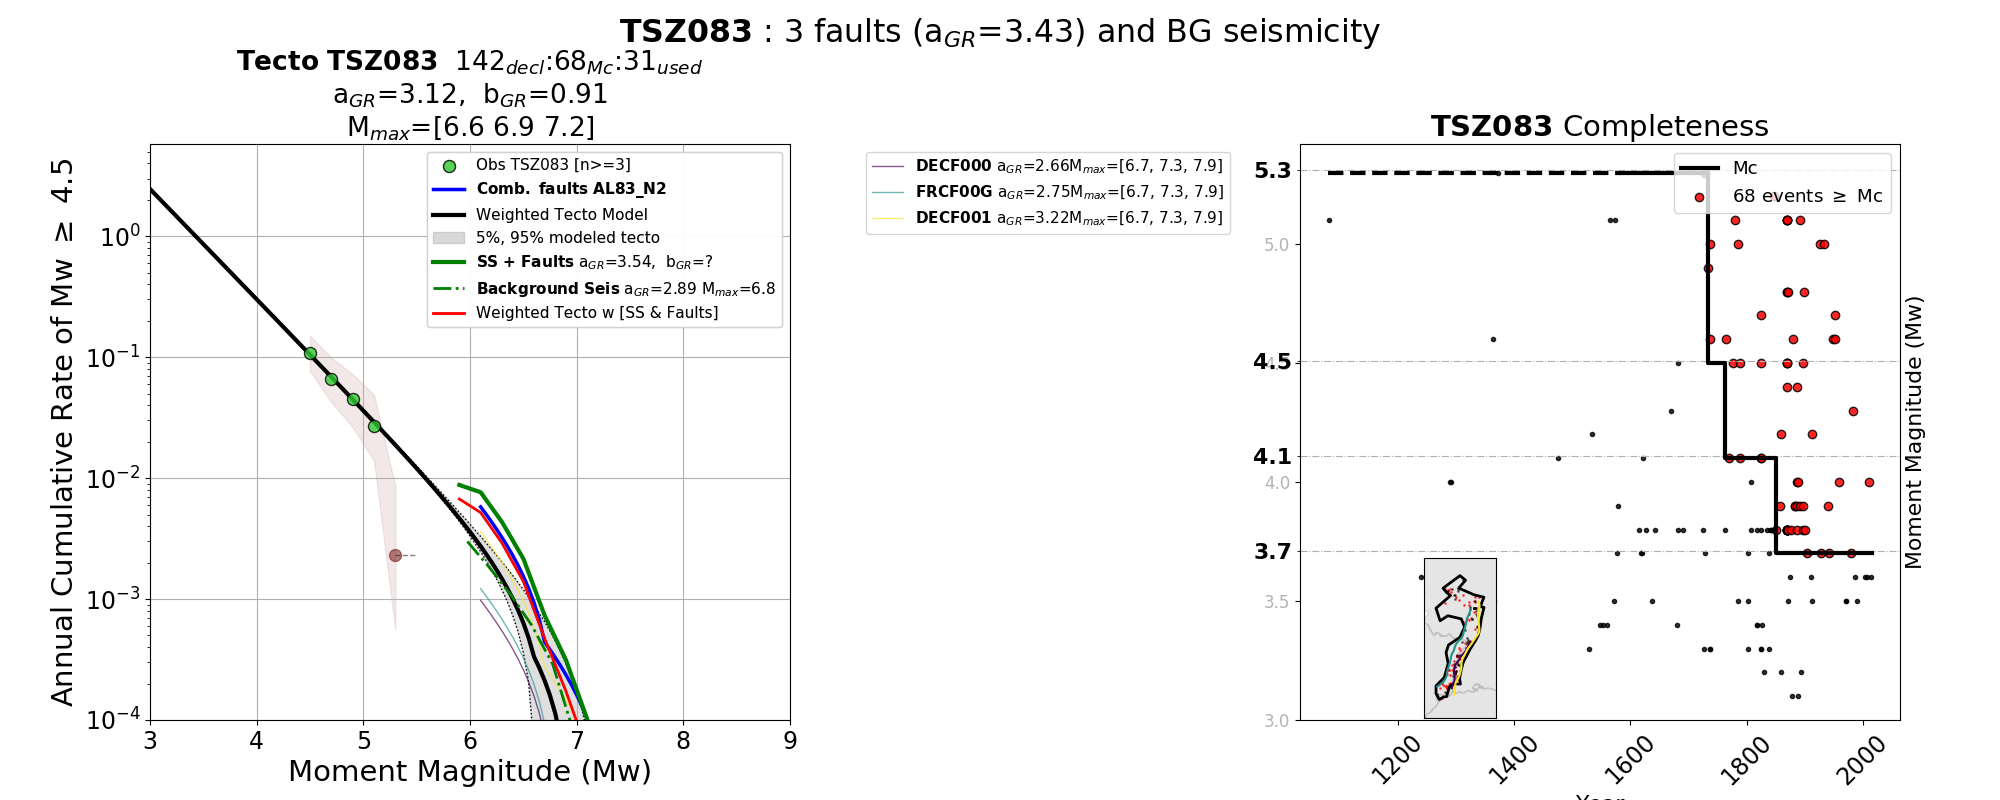 TSZ083 : 3 faults (aGR=3.43) and BG seismicity
Tecto TSZ083 142decl:68Mc:31used
aGR=3.12, bGR=0.91
Mmax=[6.6 6.9 7.2]
Annual Cumulative Rate of Mw ≥ 4.5
10^0
10^-1
10^-2
10^-3
10^-4
3 4 5 6 7 8 9
Moment Magnitude (Mw)
Obs TSZ083 [n>=3]
Comb. faults AL83_N2
Weighted Tecto Model
5%, 95% modeled tecto
SS + Faults aGR=3.54, bGR=?
Background Seis aGR=2.89 Mmax=6.8
Weighted Tecto w [SS & Faults]
DECF000 aGR=2.66Mmax=[6.7, 7.3, 7.9]
FRCF00G aGR=2.75Mmax=[6.7, 7.3, 7.9]
DECF001 aGR=3.22Mmax=[6.7, 7.3, 7.9]
TSZ083 Completeness
Mc
68 events ≥ Mc
5.3
5.0
4.5
4.5
4.1
4.0
3.7
3.5
3.0
1200 1400 1600 1800 2000
Year
Moment Magnitude (Mw)